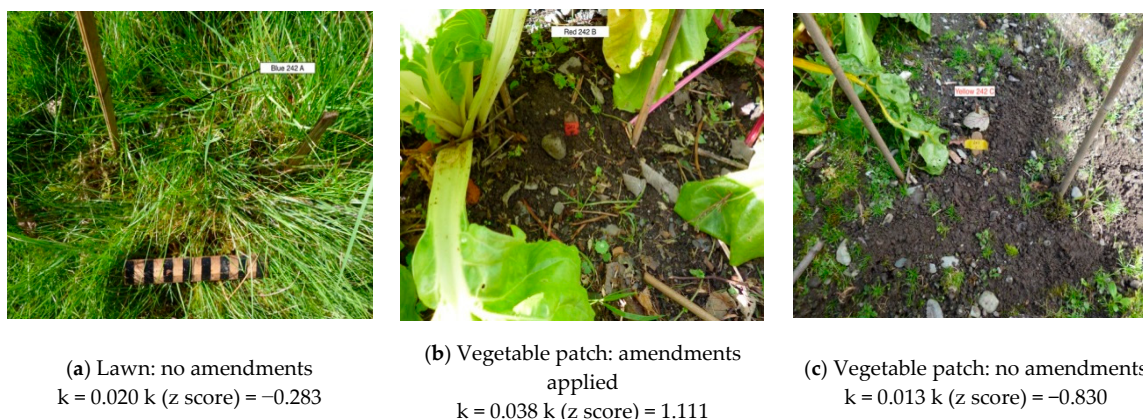 Blue 242 A
Red 242 B
Yellow 242 C
(a) Lawn: no amendments
k = 0.020 k (z score) = −0.283
(b) Vegetable patch: amendments
applied
k = 0.038 k (z score) = 1.111
(c) Vegetable patch: no amendments
k = 0.013 k (z score) = −0.830